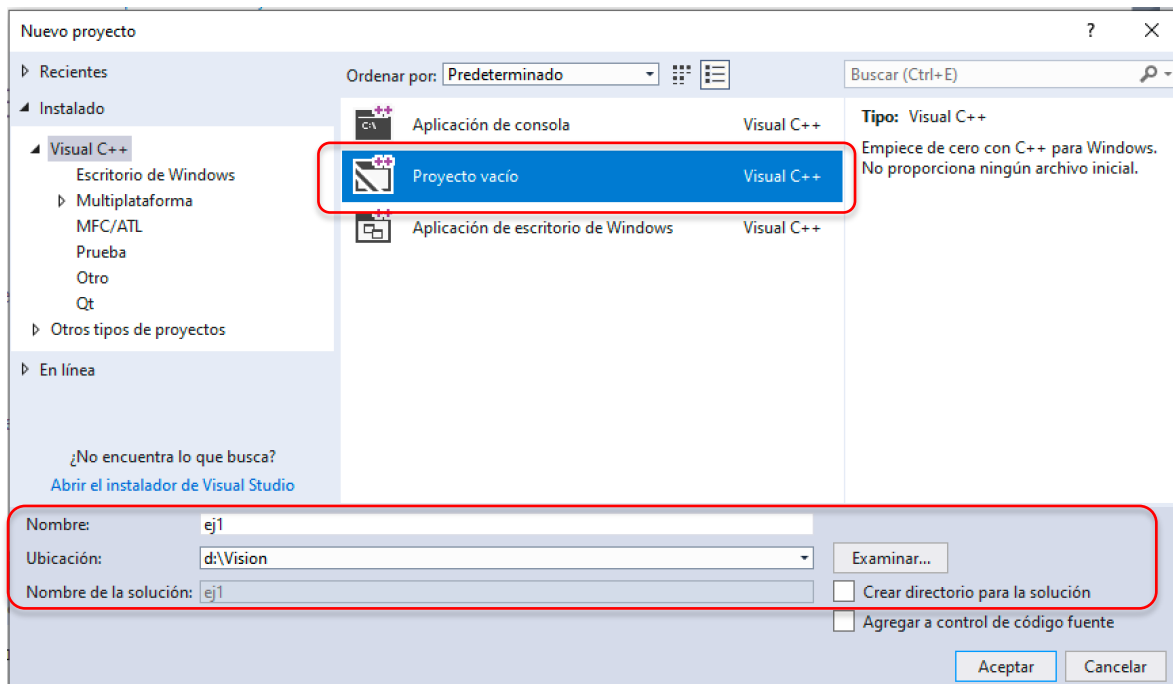 Nuevo proyecto
?
Recientes
Instalado
Visual C++
Escritorio de Windows
Multiplataforma
MFC/ATL
Prueba
Otro
Qt
Otros tipos de proyectos
En línea
¿No encuentra lo que busca?
Abrir el instalador de Visual Studio
Ordenar por: Predeterminado
Aplicación de consola Visual C++
Proyecto vacío Visual C++
Aplicación de escritorio de Windows Visual C++
Buscar (Ctrl+E)
Tipo: Visual C++
Empiece de cero con C++ para Windows.
No proporciona ningún archivo inicial.
Nombre: ej1
Ubicación: d:\Vision Examinar...
Nombre de la solución: ej1 Crear directorio para la solución
Agregar a control de código fuente
Aceptar Cancelar